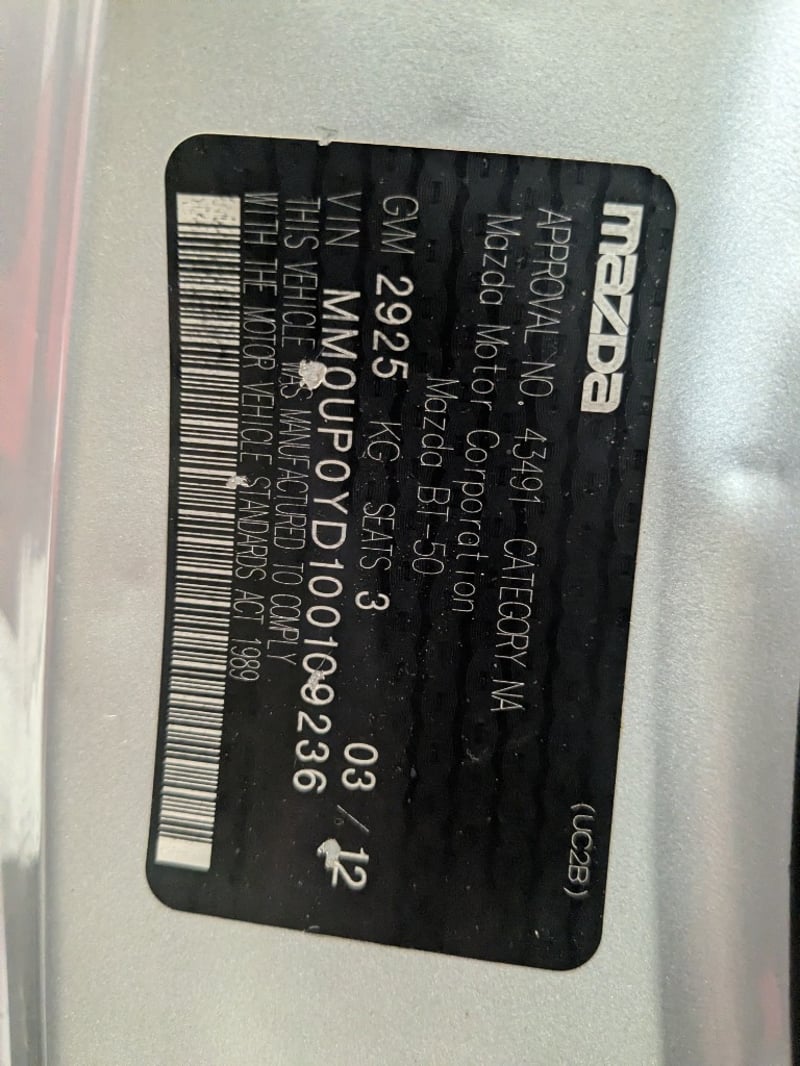 mazda
(UC2B)
APPROVAL NO. 43491 CATEGORY NA
Mazda Motor Corporation
Mazda BT-50
GVM 2925 KG SEATS 3 03 / 12
VIN MM0UP0YD100109236
THIS VEHICLE WAS MANUFACTURED TO COMPLY
WITH THE MOTOR VEHICLE STANDARDS ACT 1989